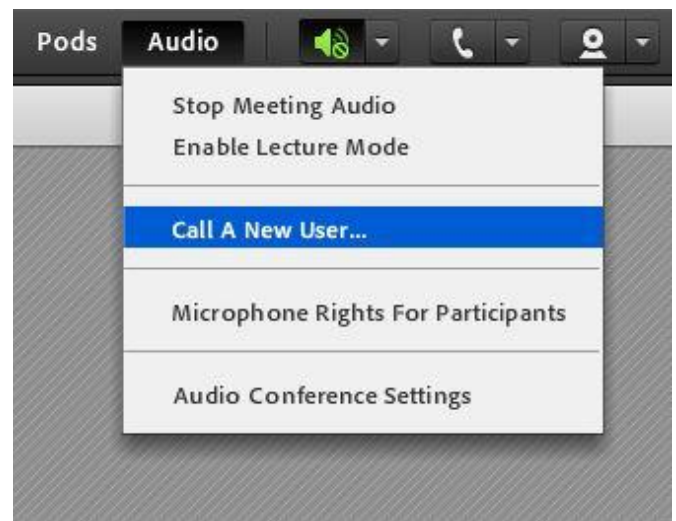 Pods Audio
Stop Meeting Audio
Enable Lecture Mode
Call A New User...
Microphone Rights For Participants
Audio Conference Settings